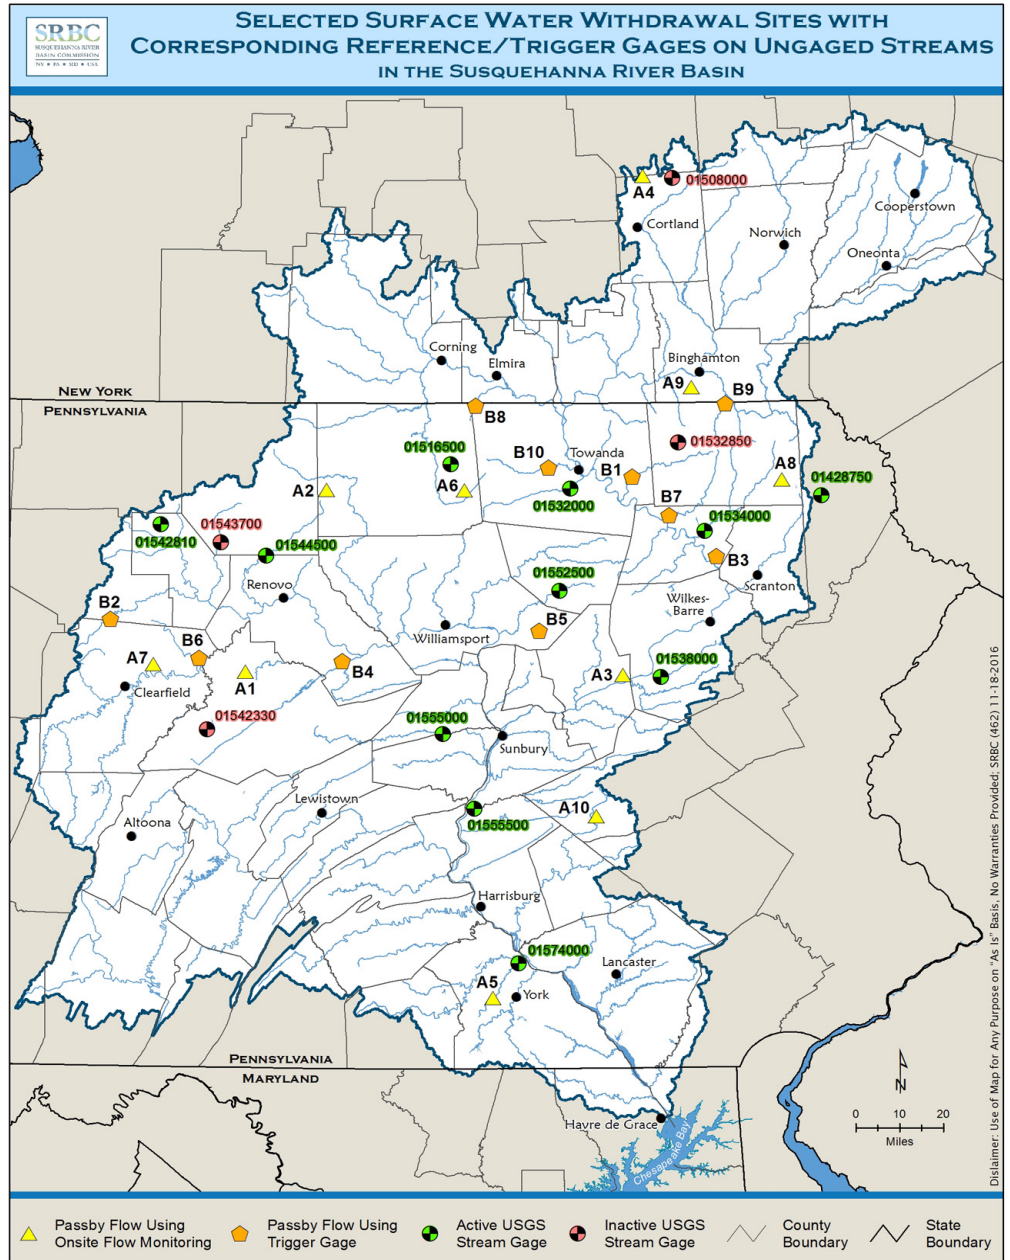 SRBC
SUSQUEHANNA RIVER
BASIN COMMISSION
NY ★ PA ★ MD ★ USA
SELECTED SURFACE WATER WITHDRAWAL SITES WITH
CORRESPONDING REFERENCE/TRIGGER GAGES ON UNGAGED STREAMS
IN THE SUSQUEHANNA RIVER BASIN
A4
01508000
Cortland
Cooperstown
Norwich
Oneonta
Corning
Elmira
Binghamton
A9
B9
NEW YORK
PENNSYLVANIA
B8
01516500
B10
Towanda
01532850
B1
A8
01428750
A2
A6
01532000
B7
01534000
01543700
01542810
01544500
B3
01552500
Scranton
Renovo
Wilkes-
Barre
B2
B5
Williamsport
B6
A7
B4
01538000
A3
Clearfield
A1
01542330
01555000
Sunbury
Lewistown
A10
Altoona
01555500
Harrisburg
01574000
Lancaster
A5
York
PENNSYLVANIA
MARYLAND
Havre de Grace
Chesapeake Bay
N
0 10 20
Miles
Dislaimer: Use of Map for Any Purpose on "As Is" Basis, No Warranties Provided; SRBC (462) 11-18-2016
Passby Flow Using
Onsite Flow Monitoring
Passby Flow Using
Trigger Gage
Active USGS
Stream Gage
Inactive USGS
Stream Gage
County
Boundary
State
Boundary